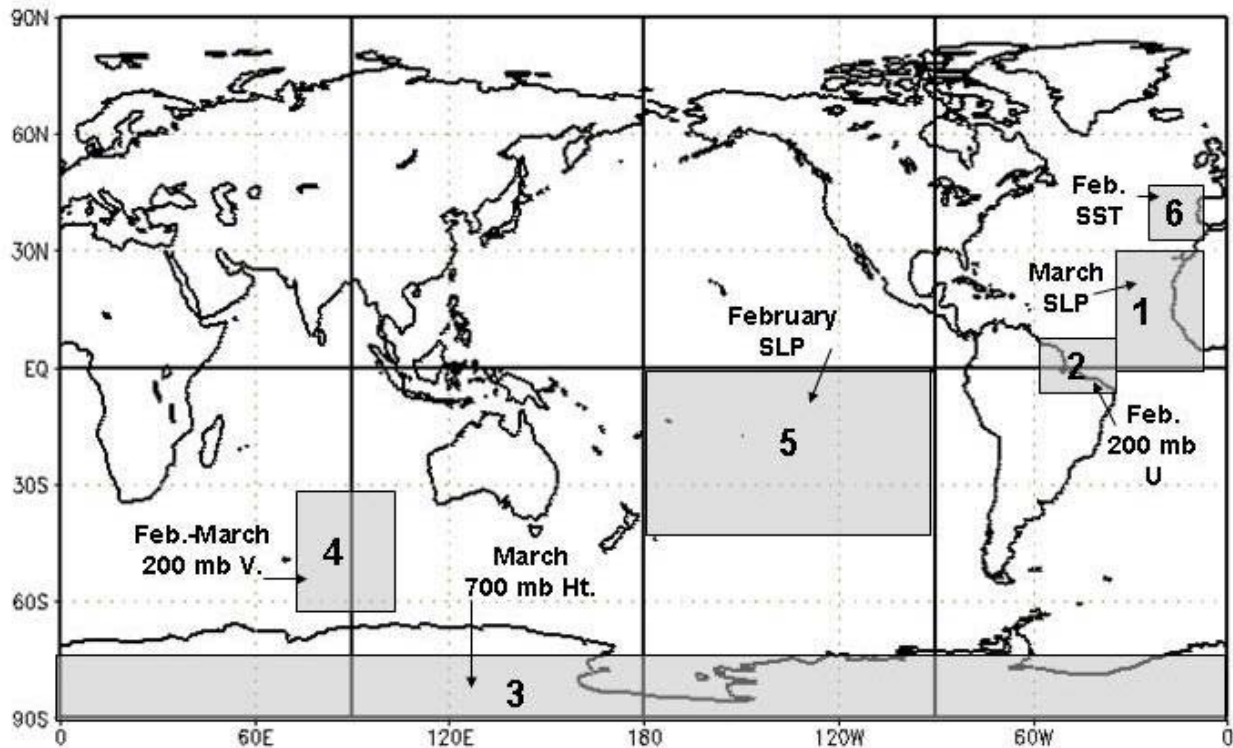 90N
60N
30N
EQ
30S
60S
90S
0
60E
120E
180
120W
60W
0
Feb.
SST
6
March
SLP
1
2
Feb.
200 mb
U
February
SLP
5
Feb.-March
200 mb V.
4
March
700 mb Ht.
3